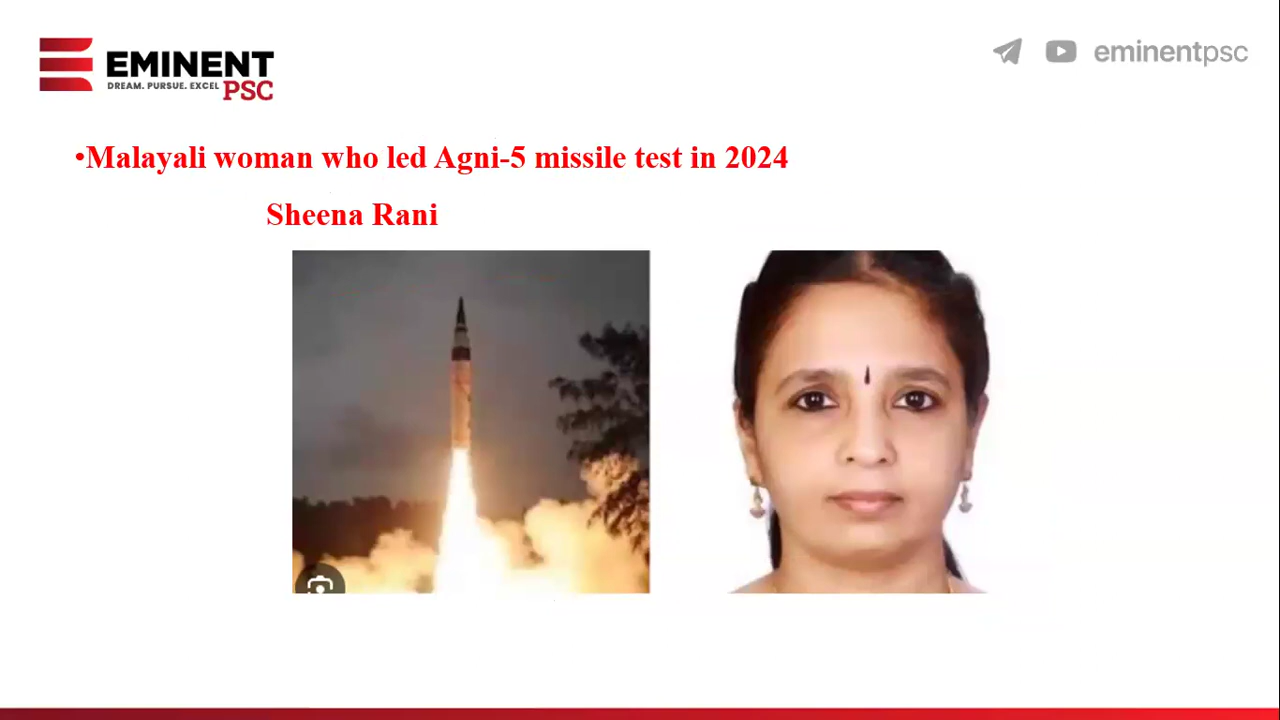 EMINENT
DREAM. PURSUE. EXCEL PSC
eminentpsc
•Malayali woman who led Agni-5 missile test in 2024
Sheena Rani